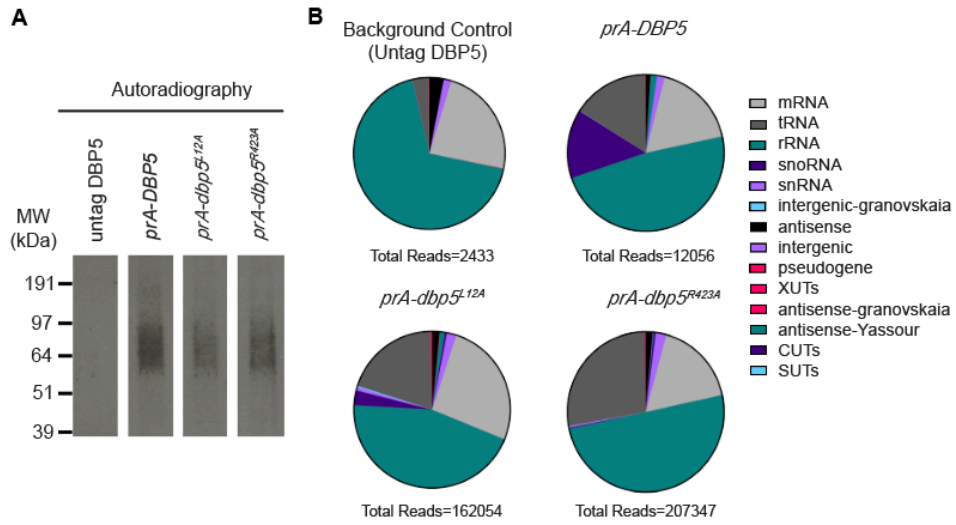 A
Autoradiography
MW
(kDa)
untag DBP5
prA-DBP5
prA-dbp5L12A
prA-dbp5R423A
191
97
64
51
39
B
Background Control
(Untag DBP5)
prA-DBP5
Total Reads=2433
Total Reads=12056
prA-dbp5L12A
prA-dbp5R423A
Total Reads=162054
Total Reads=207347
mRNA
tRNA
rRNA
snoRNA
snRNA
intergenic-granovskaia
antisense
intergenic
pseudogene
XUTs
antisense-granovskaia
antisense-Yassour
CUTs
SUTs